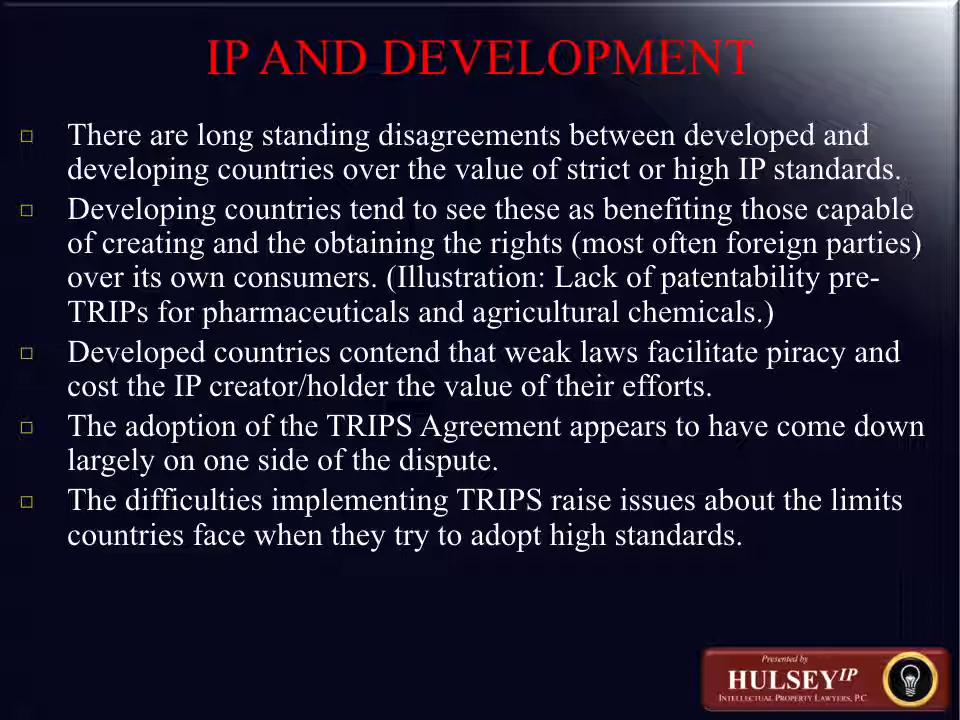 IP AND DEVELOPMENT
There are long standing disagreements between developed and
developing countries over the value of strict or high IP standards.
Developing countries tend to see these as benefiting those capable
of creating and the obtaining the rights (most often foreign parties)
over its own consumers. (Illustration: Lack of patentability pre-
TRIPs for pharmaceuticals and agricultural chemicals.)
Developed countries contend that weak laws facilitate piracy and
cost the IP creator/holder the value of their efforts.
The adoption of the TRIPS Agreement appears to have come down
largely on one side of the dispute.
The difficulties implementing TRIPS raise issues about the limits
countries face when they try to adopt high standards.
Presented by
HULSEY IP
INTELLECTUAL PROPERTY LAWYERS, P.C.